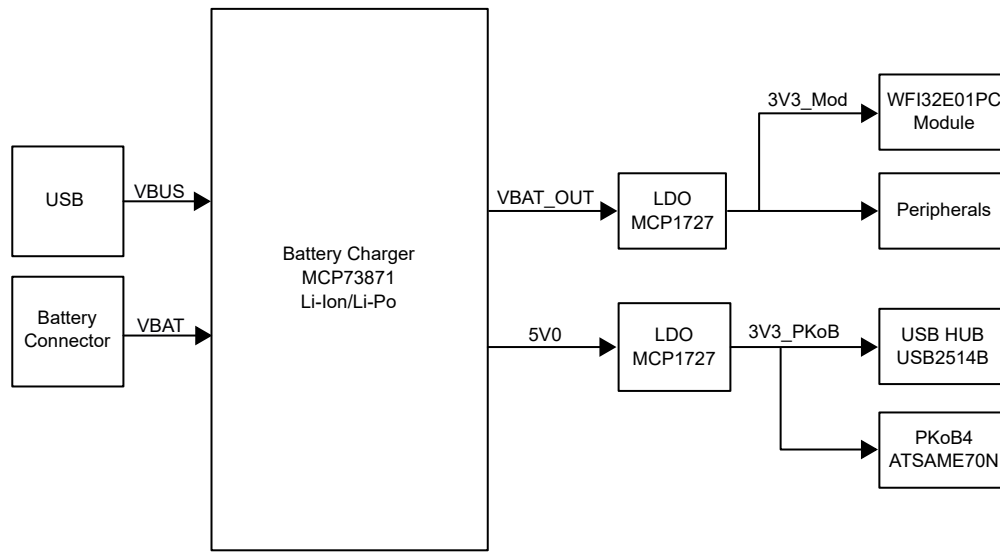 USB
VBUS
Battery
Connector
VBAT
Battery Charger
MCP73871
Li-Ion/Li-Po
VBAT_OUT
LDO
MCP1727
3V3_Mod
WFI32E01PC
Module
Peripherals
5V0
LDO
MCP1727
3V3_PKoB
USB HUB
USB2514B
PKoB4
ATSAME70N